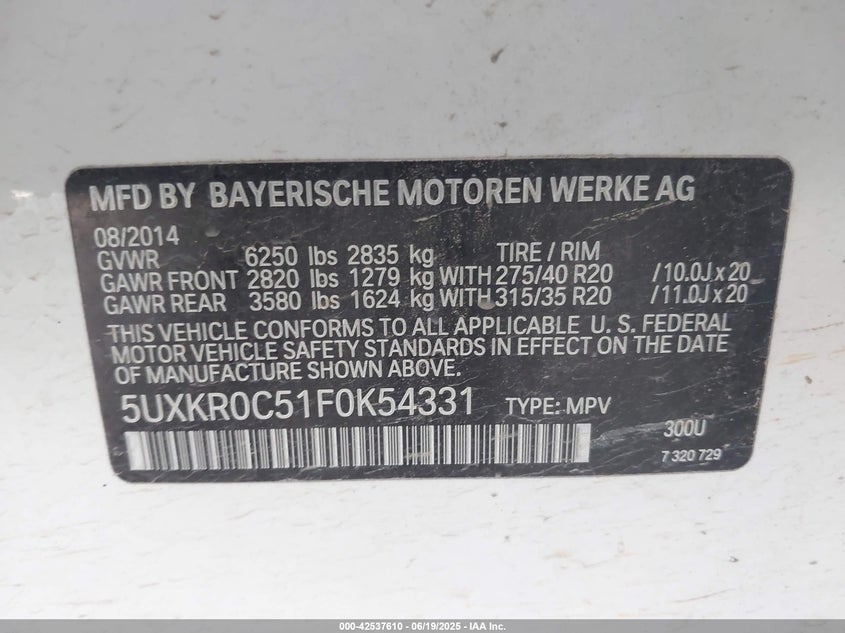 MFD BY BAYERISCHE MOTOREN WERKE AG
08/2014
GVWR 6250 lbs 2835 kg TIRE / RIM
GAWR FRONT 2820 lbs 1279 kg WITH 275/40 R20 /10.0J x 20
GAWR REAR 3580 lbs 1624 kg WITH 315/35 R20 /11.0J x 20
THIS VEHICLE CONFORMS TO ALL APPLICABLE U. S. FEDERAL
MOTOR VEHICLE SAFETY STANDARDS IN EFFECT ON THE DATE
OF MANUFACTURE SHOWN ABOVE.
5UXKR0C51F0K54331 TYPE: MPV
300U
7 320 729
000-42537610 - 06/19/2025 - IAA Inc.